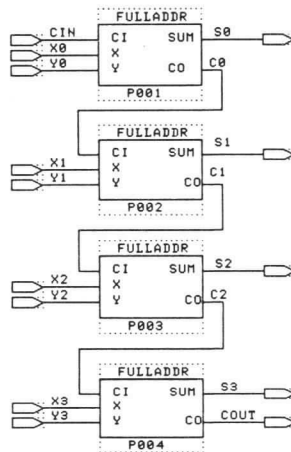 FULLADDR
CIN CI SUM S0
X0 X
Y0 Y CO C0
P001
FULLADDR
CI SUM S1
X1 X
Y1 Y CO C1
P002
FULLADDR
CI SUM S2
X2 X
Y2 Y CO C2
P003
FULLADDR
CI SUM S3
X3 X
Y3 Y CO COUT
P004